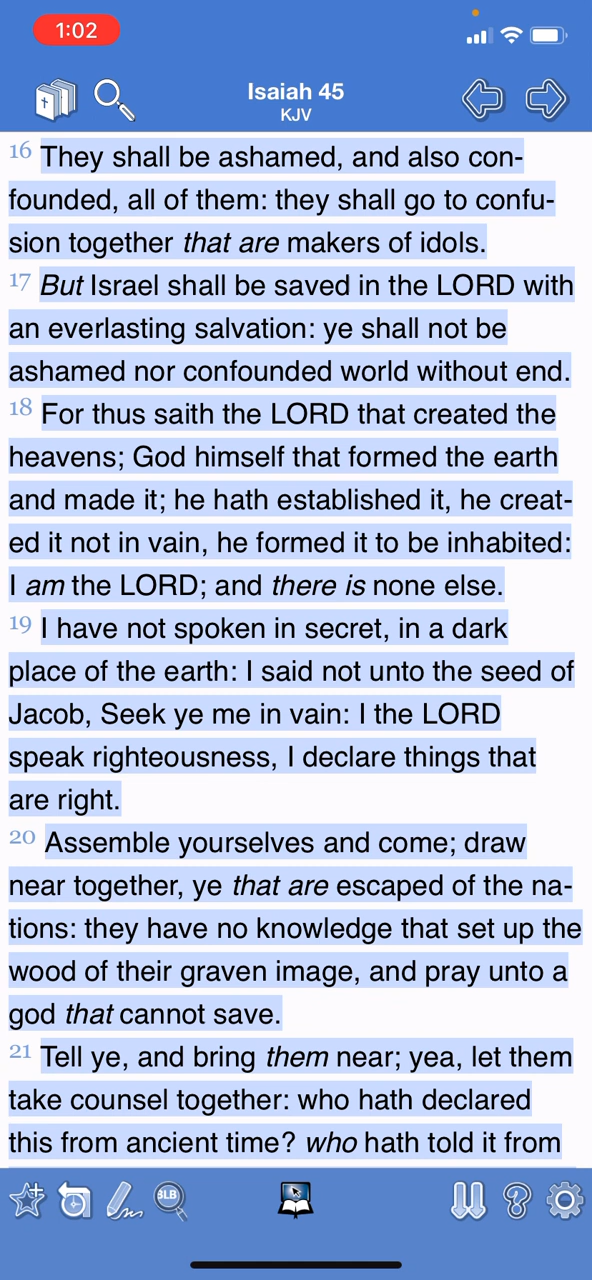 1:02
Isaiah 45
KJV
16 They shall be ashamed, and also con-
founded, all of them: they shall go to confu-
sion together that are makers of idols.
17 But Israel shall be saved in the LORD with
an everlasting salvation: ye shall not be
ashamed nor confounded world without end.
18 For thus saith the LORD that created the
heavens; God himself that formed the earth
and made it; he hath established it, he creat-
ed it not in vain, he formed it to be inhabited:
I am the LORD; and there is none else.
19 I have not spoken in secret, in a dark
place of the earth: I said not unto the seed of
Jacob, Seek ye me in vain: I the LORD
speak righteousness, I declare things that
are right.
20 Assemble yourselves and come; draw
near together, ye that are escaped of the na-
tions: they have no knowledge that set up the
wood of their graven image, and pray unto a
god that cannot save.
21 Tell ye, and bring them near; yea, let them
take counsel together: who hath declared
this from ancient time? who hath told it from
BLB